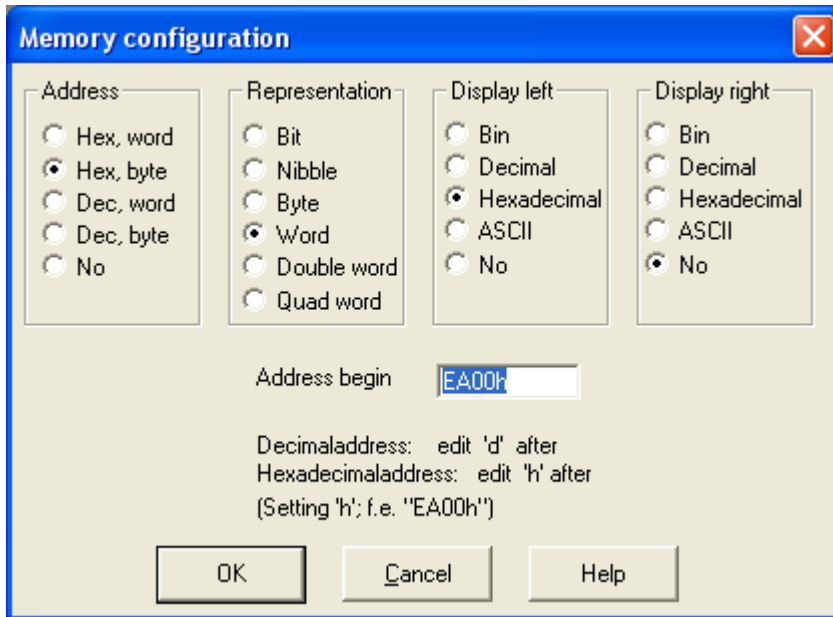 Memory configuration
Address
Hex, word
Hex, byte
Dec, word
Dec, byte
No
Representation
Bit
Nibble
Byte
Word
Double word
Quad word
Display left
Bin
Decimal
Hexadecimal
ASCII
No
Display right
Bin
Decimal
Hexadecimal
ASCII
No
Address begin EA00h
Decimaladdress: edit 'd' after
Hexadecimaladdress: edit 'h' after
(Setting 'h'; f.e. "EA00h")
OK Cancel Help